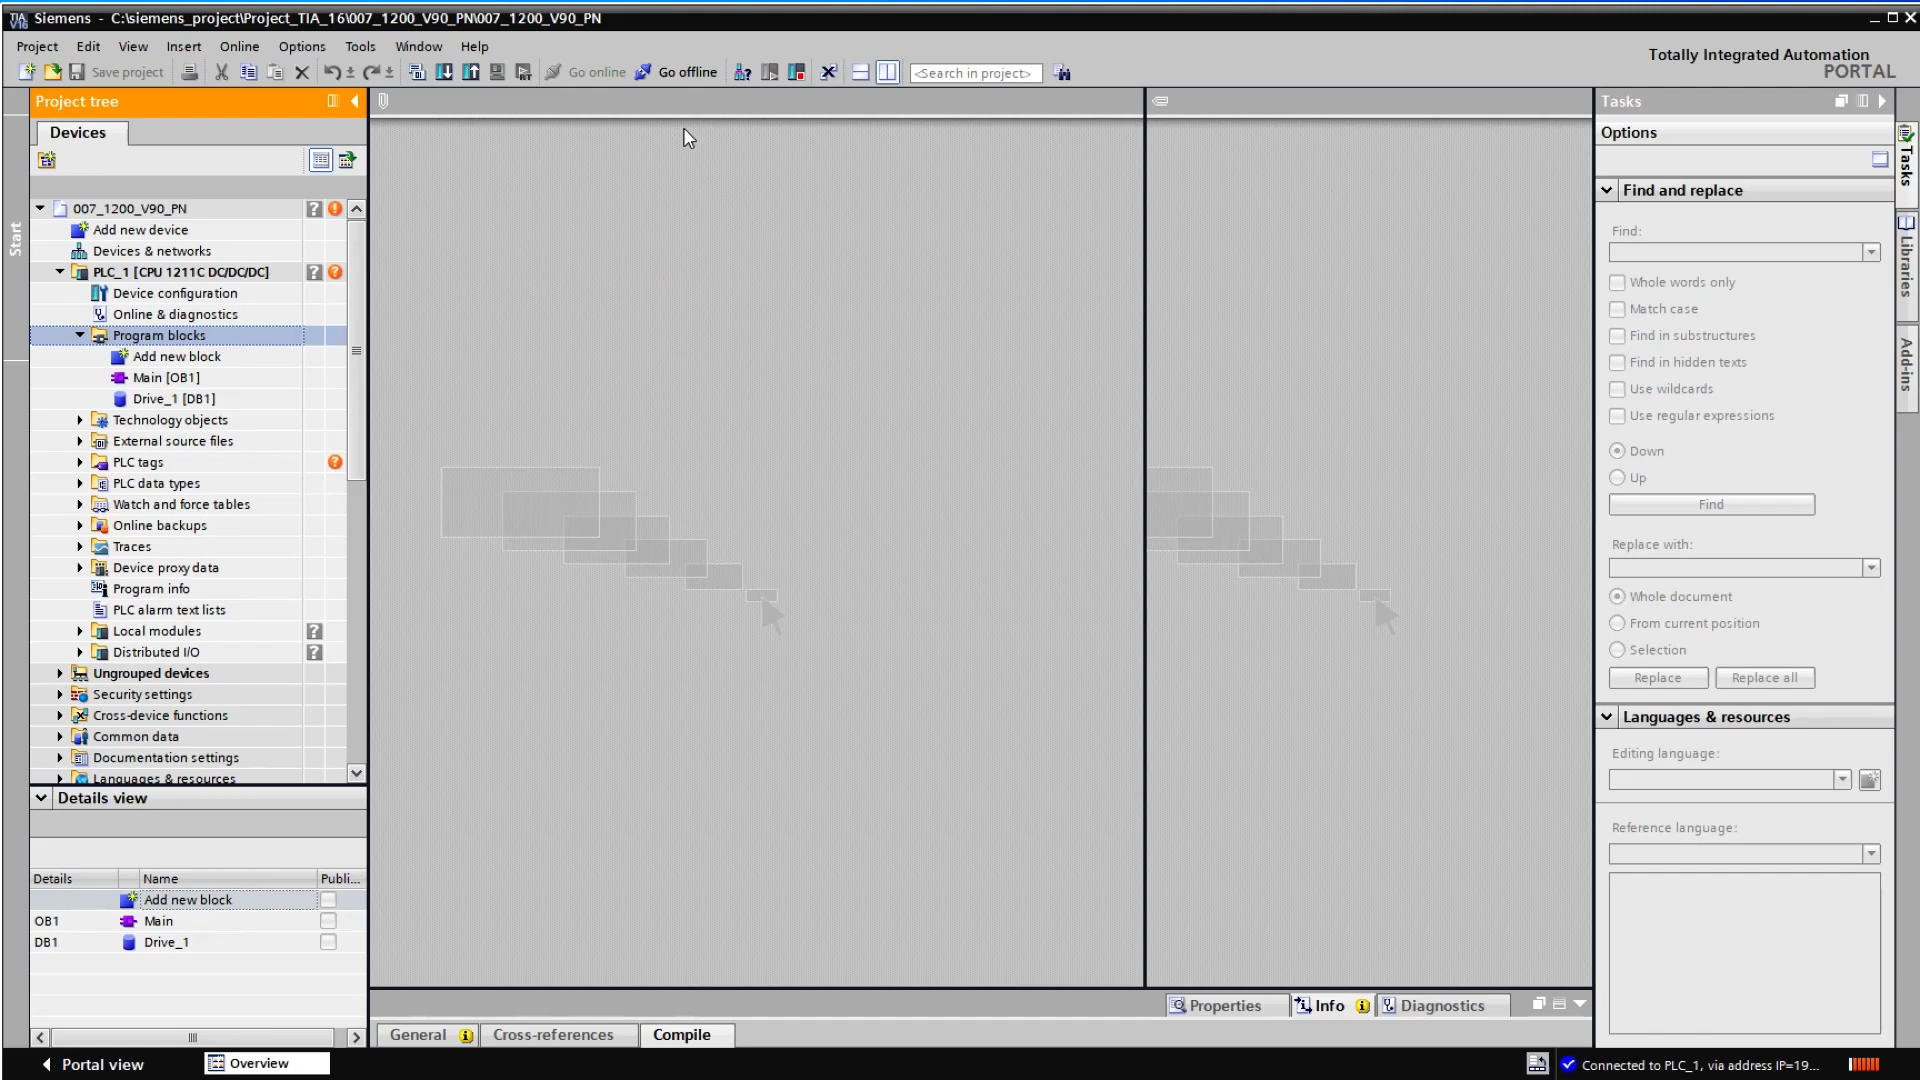 Siemens - C:\siemens_project\Project_TIA_16\007_1200_V90_PN\007_1200_V90_PN
Project Edit View Insert Online Options Tools Window Help
Totally Integrated Automation
PORTAL
Save project Go online Go offline <Search in project>
Project tree
Devices
Start
007_1200_V90_PN
Add new device
Devices & networks
PLC_1 [CPU 1211C DC/DC/DC]
Device configuration
Online & diagnostics
Program blocks
Add new block
Main [OB1]
Drive_1 [DB1]
Technology objects
External source files
PLC tags
PLC data types
Watch and force tables
Online backups
Traces
Device proxy data
Program info
PLC alarm text lists
Local modules
Distributed I/O
Ungrouped devices
Security settings
Cross-device functions
Common data
Documentation settings
Languages & resources
Details view
Details Name Publi...
Add new block
OB1 Main
DB1 Drive_1
Tasks
Options
Find and replace
Find:
Whole words only
Match case
Find in substructures
Find in hidden texts
Use wildcards
Use regular expressions
Down
Up
Find
Replace with:
Whole document
From current position
Selection
Replace Replace all
Languages & resources
Editing language:
Reference language:
Tasks
Libraries
Add-ins
Properties Info Diagnostics
General Cross-references Compile
Portal view Overview
Connected to PLC_1, via address IP=19...